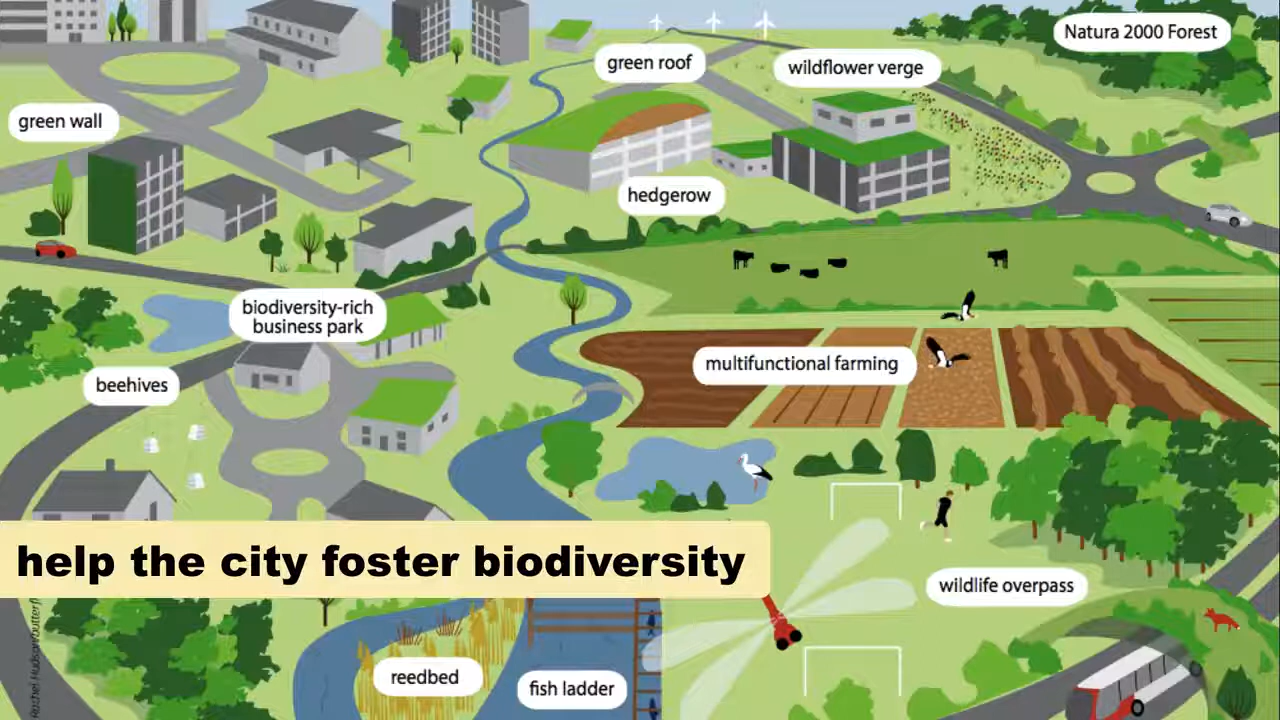 Natura 2000 Forest
green roof
wildflower verge
green wall
hedgerow
biodiversity-rich
business park
multifunctional farming
beehives
help the city foster biodiversity
wildlife overpass
reedbed
fish ladder